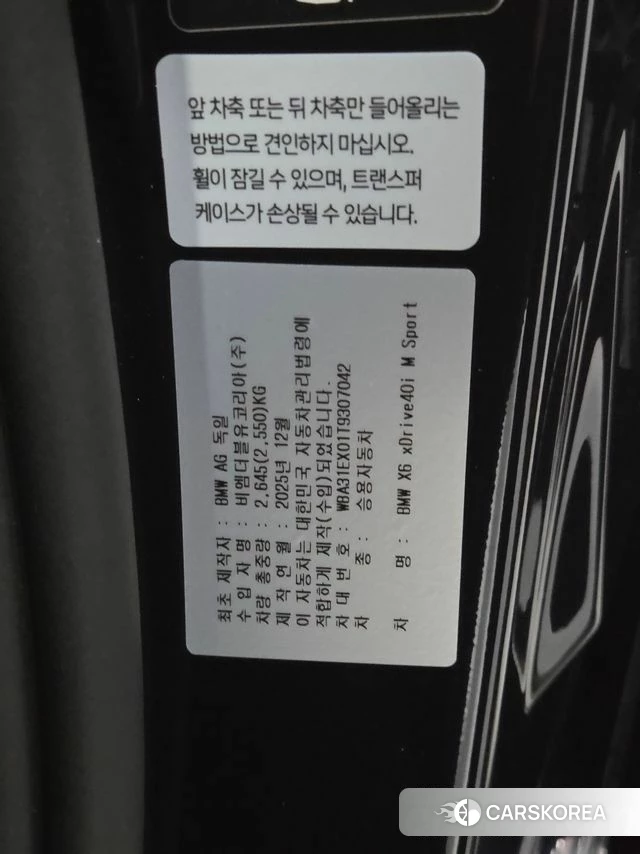 앞 차축 또는 뒤 차축만 들어올리는
방법으로 견인하지 마십시오.
휠이 잠길 수 있으며, 트랜스퍼
케이스가 손상될 수 있습니다.
최초 제작사 : BMW AG 독일
수 입 자 명 : 비엠더블유코리아(주)
차량 총중량 : 2,645(2,550)KG
제 작 연 월 : 2025년 12월
이 자동차는 대한민국 자동차관리법령에
적합하게 제작(수입)되었습니다.
차 대 번 호 : WBA31EX01T9307042
차 종 : 승용자동차
차 명 : BMW X6 xDrive40i M Sport
CARSKOREA